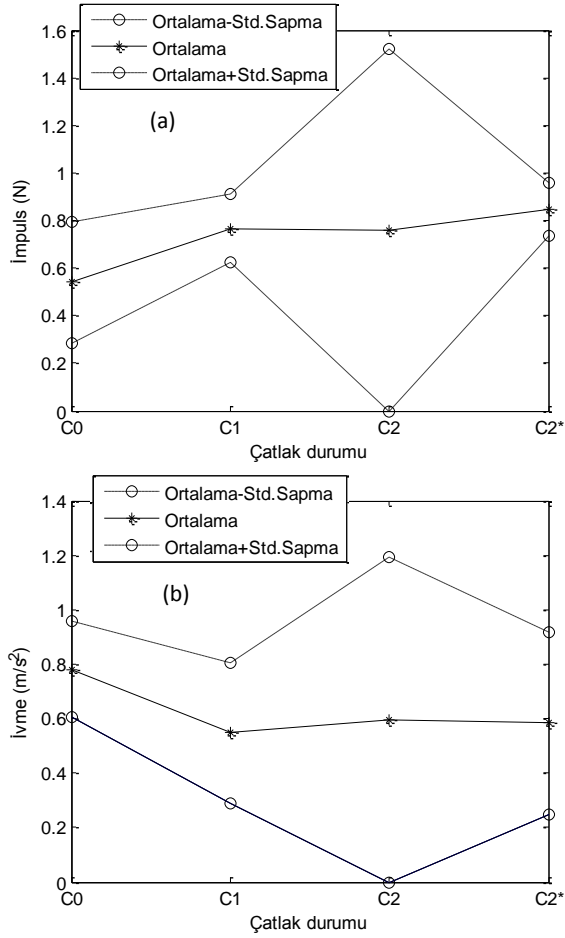 Ortalama-Std.Sapma
Ortalama
Ortalama+Std.Sapma
(a)
1.6
1.4
1.2
1
0.8
0.6
0.4
0.2
0
İmpuls (N)
C0 C1 C2 C2*
Çatlak durumu
Ortalama-Std.Sapma
Ortalama
Ortalama+Std.Sapma
(b)
1.4
1.2
1
0.8
0.6
0.4
0.2
0
İvme (m/s²)
C0 C1 C2 C2*
Çatlak durumu